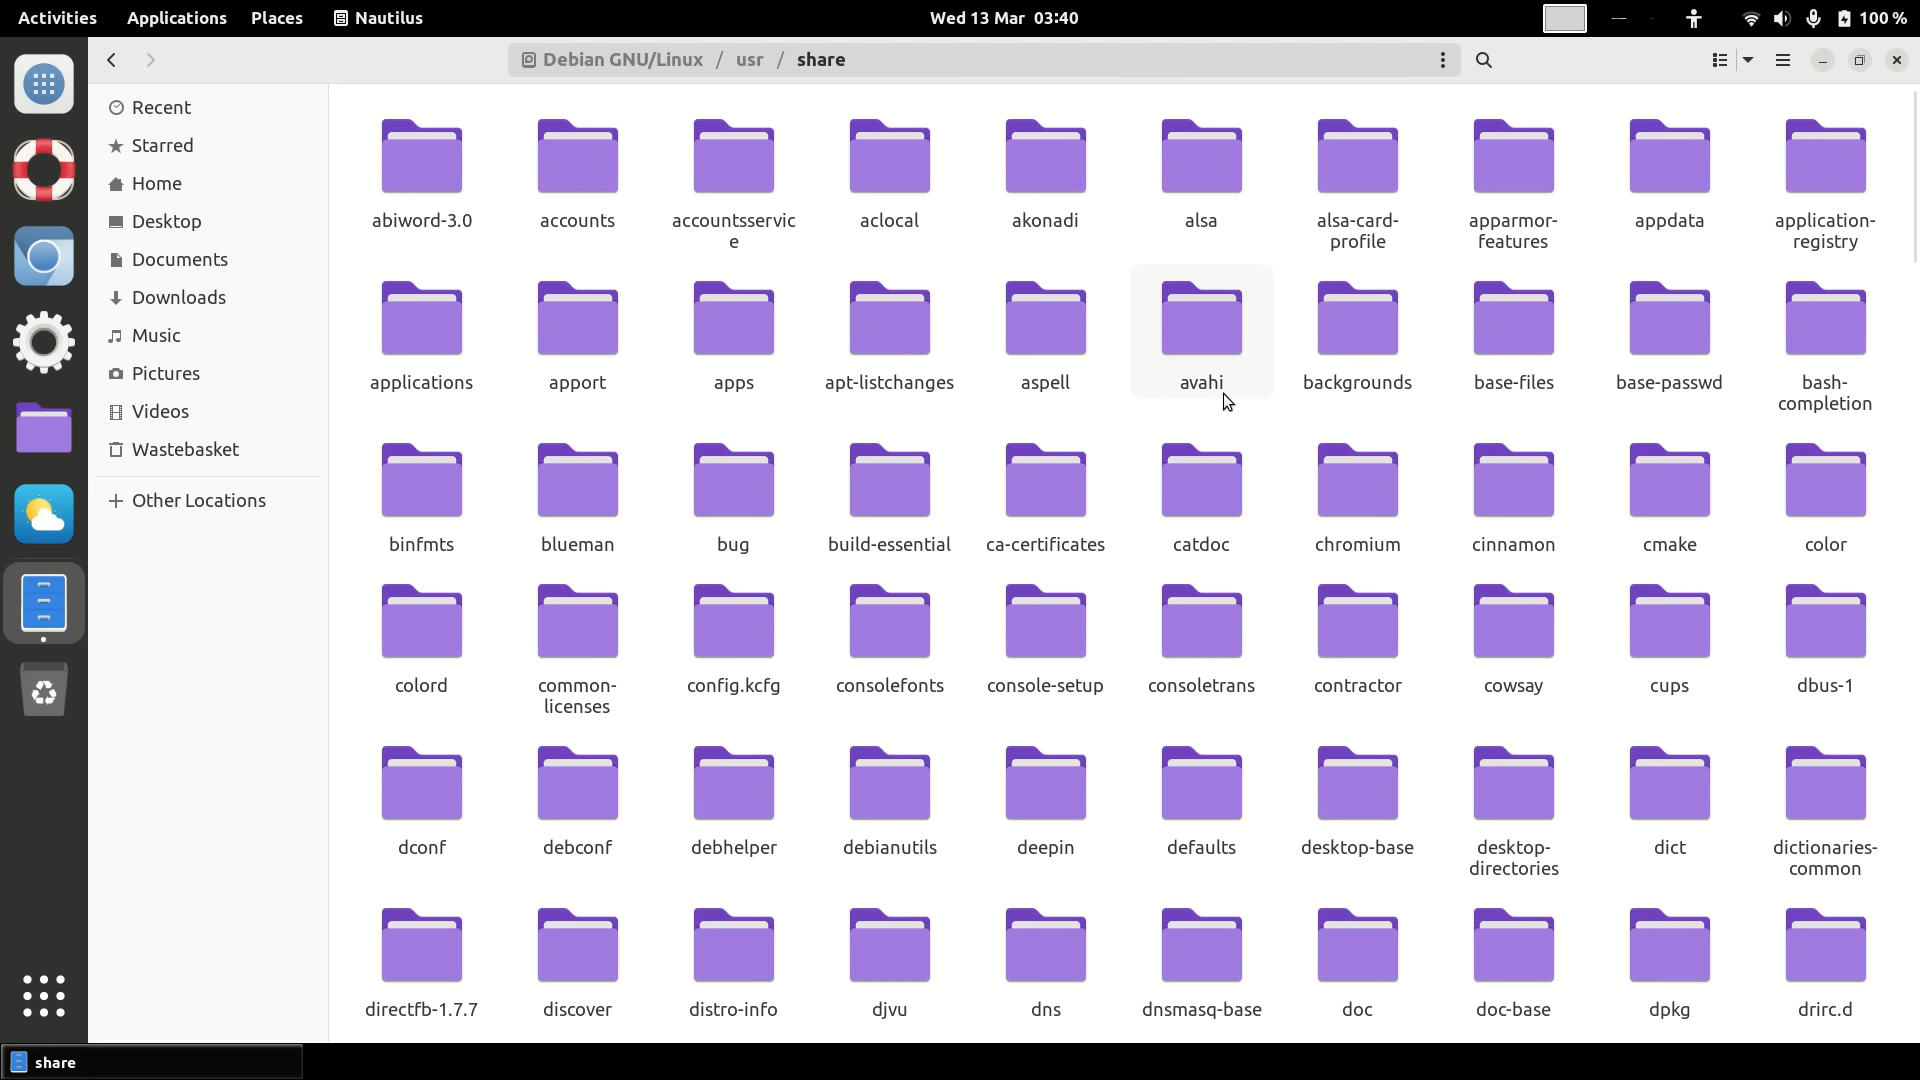 Activities Applications Places Nautilus Wed 13 Mar 03:40 100 %
Debian GNU/Linux / usr / share
Recent
Starred
Home
Desktop
Documents
Downloads
Music
Pictures
Videos
Wastebasket
Other Locations
abiword-3.0 accounts accountsservic aclocal akonadi alsa alsa-card- apparmor- appdata application-
e profile features registry
applications apport apps apt-listchanges aspell avahi backgrounds base-files base-passwd bash-
completion
binfmts blueman bug build-essential ca-certificates catdoc chromium cinnamon cmake color
colord common- config.kcfg consolefonts console-setup consoletrans contractor cowsay cups dbus-1
licenses
dconf debconf debhelper debianutils deepin defaults desktop-base desktop- dict dictionaries-
directories common
directfb-1.7.7 discover distro-info djvu dns dnsmasq-base doc doc-base dpkg drirc.d
share